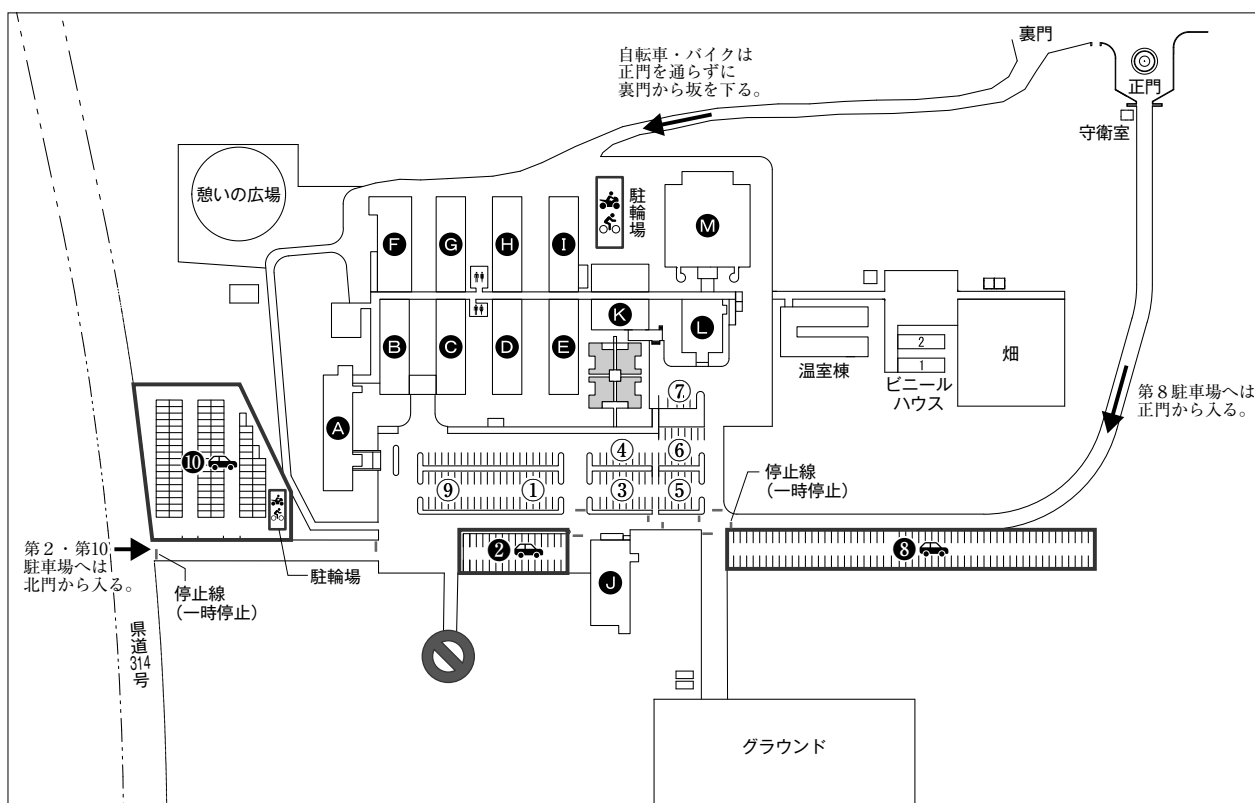 裏門
自転車・バイクは
正門を通らずに
裏門から坂を下る。
正門
守衛室
憩いの広場
駐輪場
F
G
H
I
M
B
C
D
E
K
L
A
温室棟
2
1
ビニール
ハウス
畑
第８駐車場へは
正門から入る。
⑦
④
⑥
⑨
①
③
⑤
停止線
（一時停止）
❿
❷
❽
J
第２・第10
駐車場へは
北門から入る。
停止線
（一時停止）
駐輪場
県道314号
グラウンド